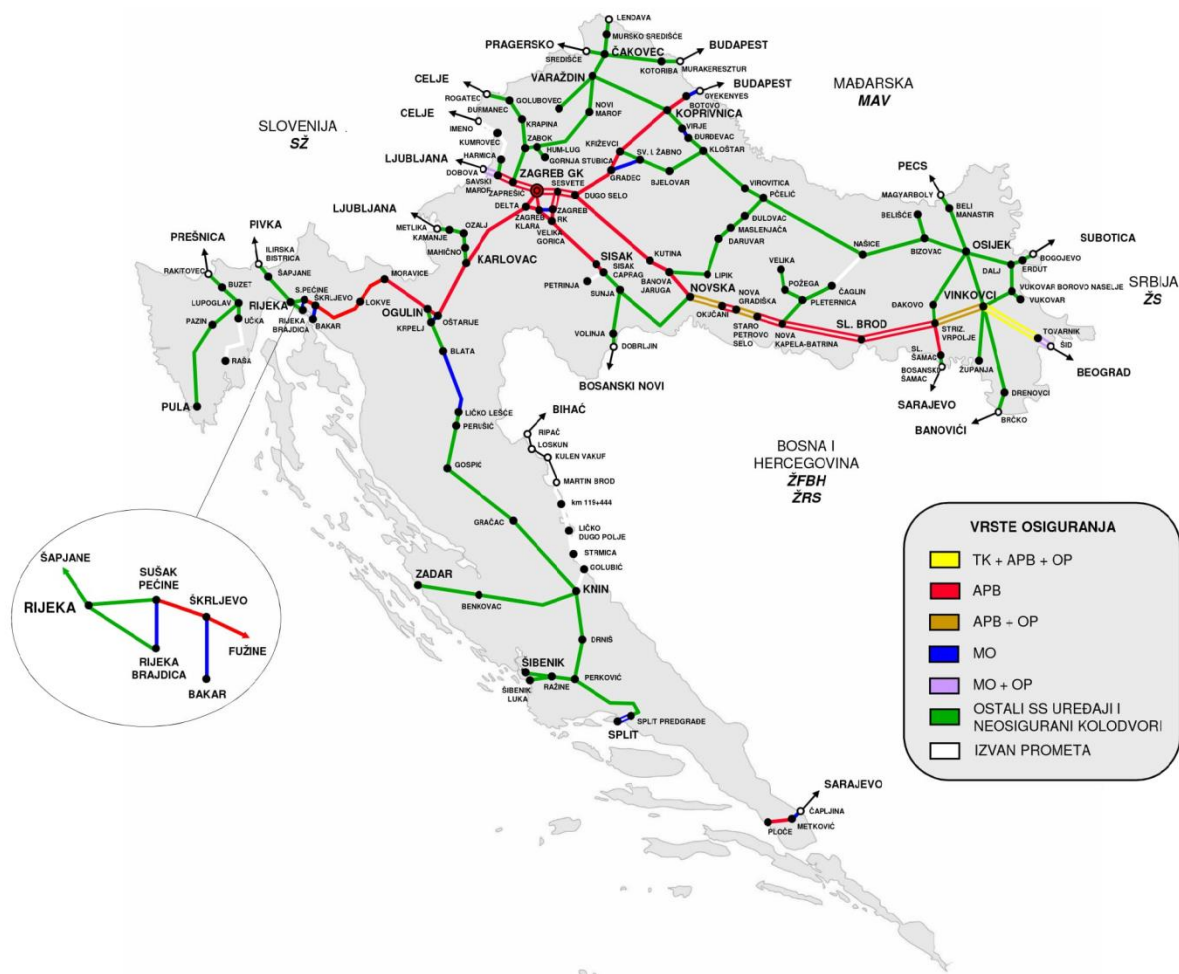 LENDAVA
MURSKO SREDIŠĆE
PRAGERSKO
SREDIŠĆE
ČAKOVEC
BUDAPEST
KOTORIBA
MURAKERESZTUR
VARAŽDIN
CELJE
ROGATEC
ĐURMANEC
GOLUBOVEC
BUDAPEST
GYEKENYES
BOTOVO
MAĐARSKA
MAV
KRAPINA
NOVI
MAROF
KOPRIVNICA
VIRJE
ĐURĐEVAC
CELJE
IMENO
KUMROVEC
SLOVENIJA
SŽ
ZABOK
HUM-LUG
GORNJA STUBICA
KRIŽEVCI
SV. I. ŽABNO
KLOŠTAR
LJUBLJANA
HARMICA
DOBOVA
SAVSKI
MAROF
ZAPREŠIĆ
ZAGREB GK
SESVETE
DUGO SELO
GRADEC
BJELOVAR
PECS
MAGYARBOLY
BELI
MANASTIR
VIROVITICA
PČELIĆ
DELTA
ZAGREB
KLARA
ZAGREB
RK
VELIKA
GORICA
ĐULOVAC
MASLENJAČA
DARUVAR
BELIŠĆE
NAŠICE
BIZOVAC
OSIJEK
SUBOTICA
BOGOJEVO
DALJ
ERDUT
SRBIJA
ŽS
LJUBLJANA
METLIKA
KAMANJE
OZALJ
MAHIČNO
KARLOVAC
PIVKA
PREŠNICA
ILIRSKA
BISTRICA
RAKITOVEC
BUZET
ŠAPJANE
LUPOGLAV
S.PEĆINE
ŠKRLJEVO
RIJEKA
RIJEKA
BRAJDICA
BAKAR
LOKVE
MORAVICE
OGULIN
KRPELJ
OŠTARIJE
PAZIN
UČKA
RAŠA
PULA
BLATA
SISAK
SISAK
CAPRAG
PETRINJA
SUNJA
KUTINA
BANOVA
JARUGA
LIPIK
NOVSKA
VELIKA
POŽEGA
ČAGLIN
PLETERNICA
OKUČANI
NOVA
GRADIŠKA
STARO
PETROVO
SELO
NOVA
KAPELA-BATRINA
SL. BROD
ĐAKOVO
VINKOVCI
VUKOVAR BOROVO NASELJE
VUKOVAR
STRIZ.
VRPOLJE
TOVARNIK
ŠID
BEOGRAD
VOLINJA
DOBRLJIN
BOSANSKI NOVI
SL.
ŠAMAC
BOSANSKI
ŠAMAC
SARAJEVO
ŽUPANJA
DRENOVCI
BRČKO
BANOVIĆI
LIČKO LEŠĆE
PERUŠIĆ
GOSPIĆ
BIHAĆ
RIPAČ
LOSKUN
KULEN VAKUF
MARTIN BROD
km 119+444
LIČKO
DUGO POLJE
STRMICA
GOLUBIĆ
GRAČAC
BOSNA I
HERCEGOVINA
ŽFBH
ŽRS
ZADAR
BENKOVAC
KNIN
DRNIŠ
ŠIBENIK
ŠIBENIK
LUKA
RAŽINE
PERKOVIĆ
SPLIT PREDGRAĐE
SPLIT
SARAJEVO
ČAPLJINA
METKOVIĆ
PLOČE
ŠAPJANE
SUŠAK
PEĆINE
ŠKRLJEVO
RIJEKA
FUŽINE
RIJEKA
BRAJDICA
BAKAR
VRSTE OSIGURANJA
TK + APB + OP
APB
APB + OP
MO
MO + OP
OSTALI SS UREĐAJI I
NEOSIGURANI KOLODVORI
IZVAN PROMETA